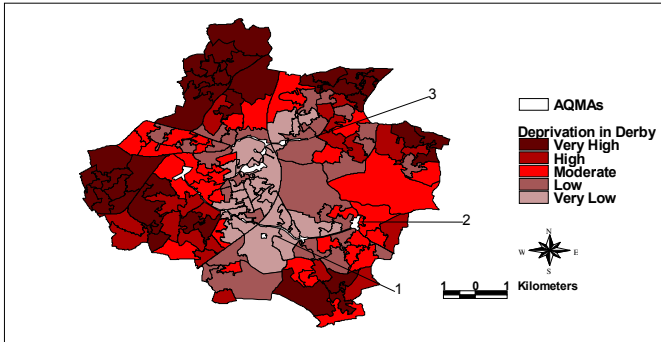 3
AQMAs
Deprivation in Derby
Very High
High
Moderate
Low
Very Low
2
N
W E
S
1
1 0 1 Kilometers